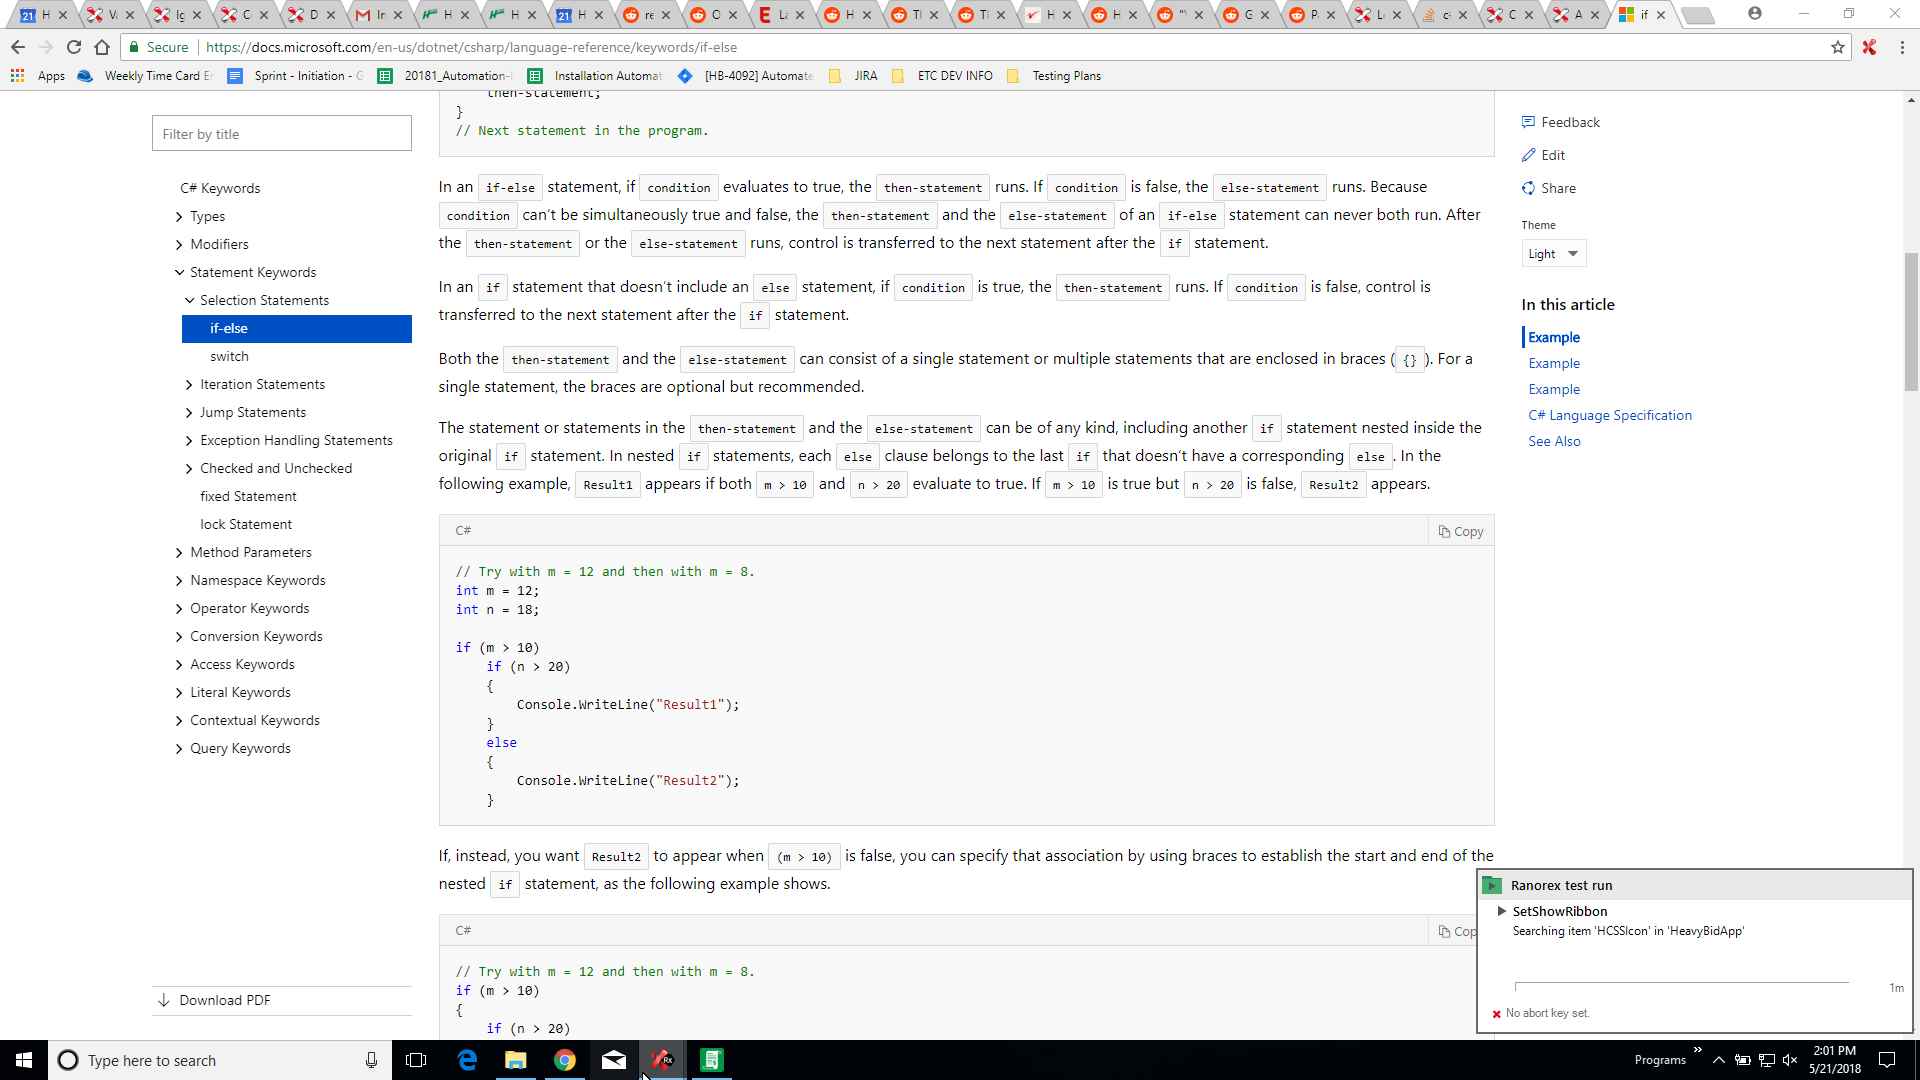 21 H
V
Ig
C
D
In
H
H
21 H
re
O
La
H
Tl
Ti
H
H
"
G
P
L
c
C
A
if
Secure | https://docs.microsoft.com/en-us/dotnet/csharp/language-reference/keywords/if-else
Apps Weekly Time Card Er Sprint - Initiation - G 20181_Automation- Installation Automat [HB-4092] Automate JIRA ETC DEV INFO Testing Plans
Filter by title
C# Keywords
Types
Modifiers
Statement Keywords
Selection Statements
if-else
switch
Iteration Statements
Jump Statements
Exception Handling Statements
Checked and Unchecked
fixed Statement
lock Statement
Method Parameters
Namespace Keywords
Operator Keywords
Conversion Keywords
Access Keywords
Literal Keywords
Contextual Keywords
Query Keywords
Download PDF
then-statement;
}
// Next statement in the program.
In an if-else statement, if condition evaluates to true, the then-statement runs. If condition is false, the else-statement runs. Because
condition can't be simultaneously true and false, the then-statement and the else-statement of an if-else statement can never both run. After
the then-statement or the else-statement runs, control is transferred to the next statement after the if statement.
In an if statement that doesn't include an else statement, if condition is true, the then-statement runs. If condition is false, control is
transferred to the next statement after the if statement.
Both the then-statement and the else-statement can consist of a single statement or multiple statements that are enclosed in braces ( {} ). For a
single statement, the braces are optional but recommended.
The statement or statements in the then-statement and the else-statement can be of any kind, including another if statement nested inside the
original if statement. In nested if statements, each else clause belongs to the last if that doesn't have a corresponding else . In the
following example, Result1 appears if both m > 10 and n > 20 evaluate to true. If m > 10 is true but n > 20 is false, Result2 appears.
C# Copy
// Try with m = 12 and then with m = 8.
int m = 12;
int n = 18;
if (m > 10)
if (n > 20)
{
Console.WriteLine("Result1");
}
else
{
Console.WriteLine("Result2");
}
If, instead, you want Result2 to appear when (m > 10) is false, you can specify that association by using braces to establish the start and end of the
nested if statement, as the following example shows.
C# Cop
// Try with m = 12 and then with m = 8.
if (m > 10)
{
if (n > 20)
Feedback
Edit
Share
Theme
Light
In this article
Example
Example
Example
C# Language Specification
See Also
Ranorex test run
SetShowRibbon
Searching item 'HCSSIcon' in 'HeavyBidApp'
1m
No abort key set.
Type here to search
Rx
Programs
2:01 PM
5/21/2018